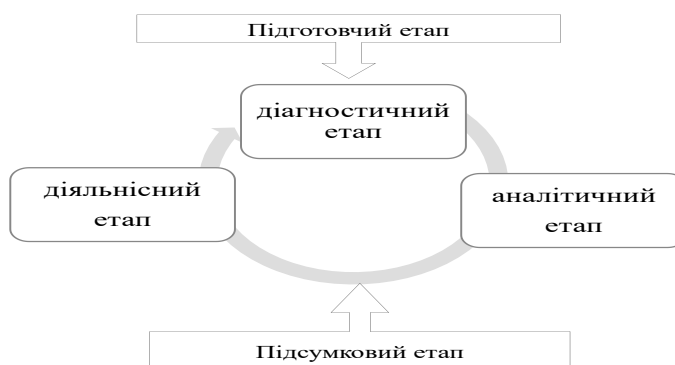 Підготовчий етап
діагностичний
етап
діяльнісний
етап
аналітичний
етап
Підсумковий етап